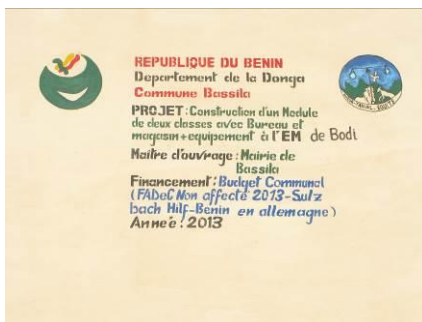 REPUBLIQUE DU BENIN
Departement de la Donga
Commune Bassila
PROJET : Construction d'un Module
de deux classes avec Bureau et
magasin + equipement à l'EM de Bodi
Maitre d'ouvrage : Mairie de
Bassila
Financement : Budget Communal
(FADeC Non affecté 2013-Sulz
bach Hilf-Benin en allemagne)
Année : 2013